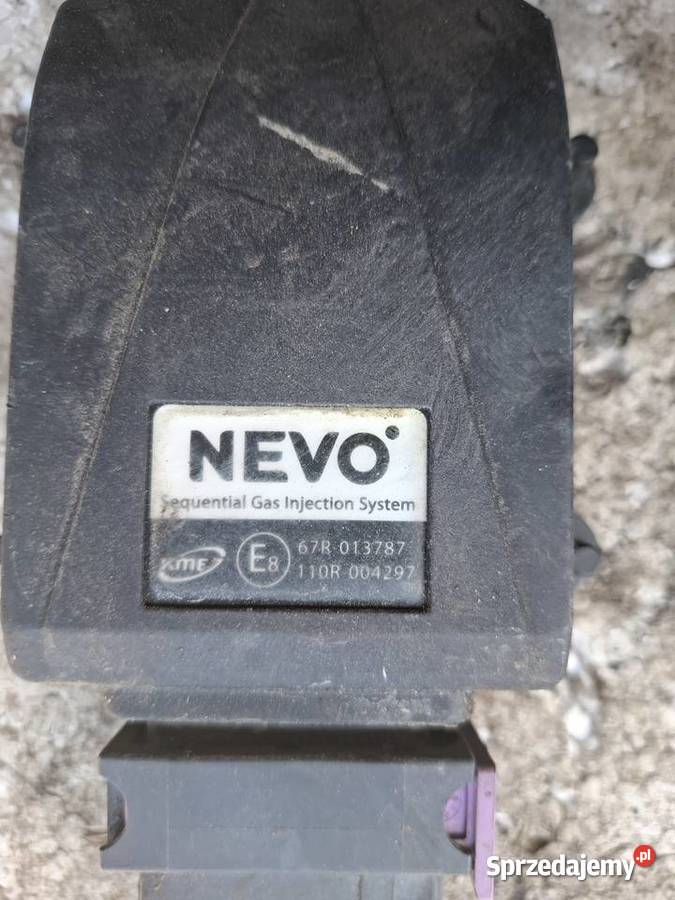 NEVO
Sequential Gas Injection System
KME E8 67R 013787
110R 004297
Sprzedajemy.pl